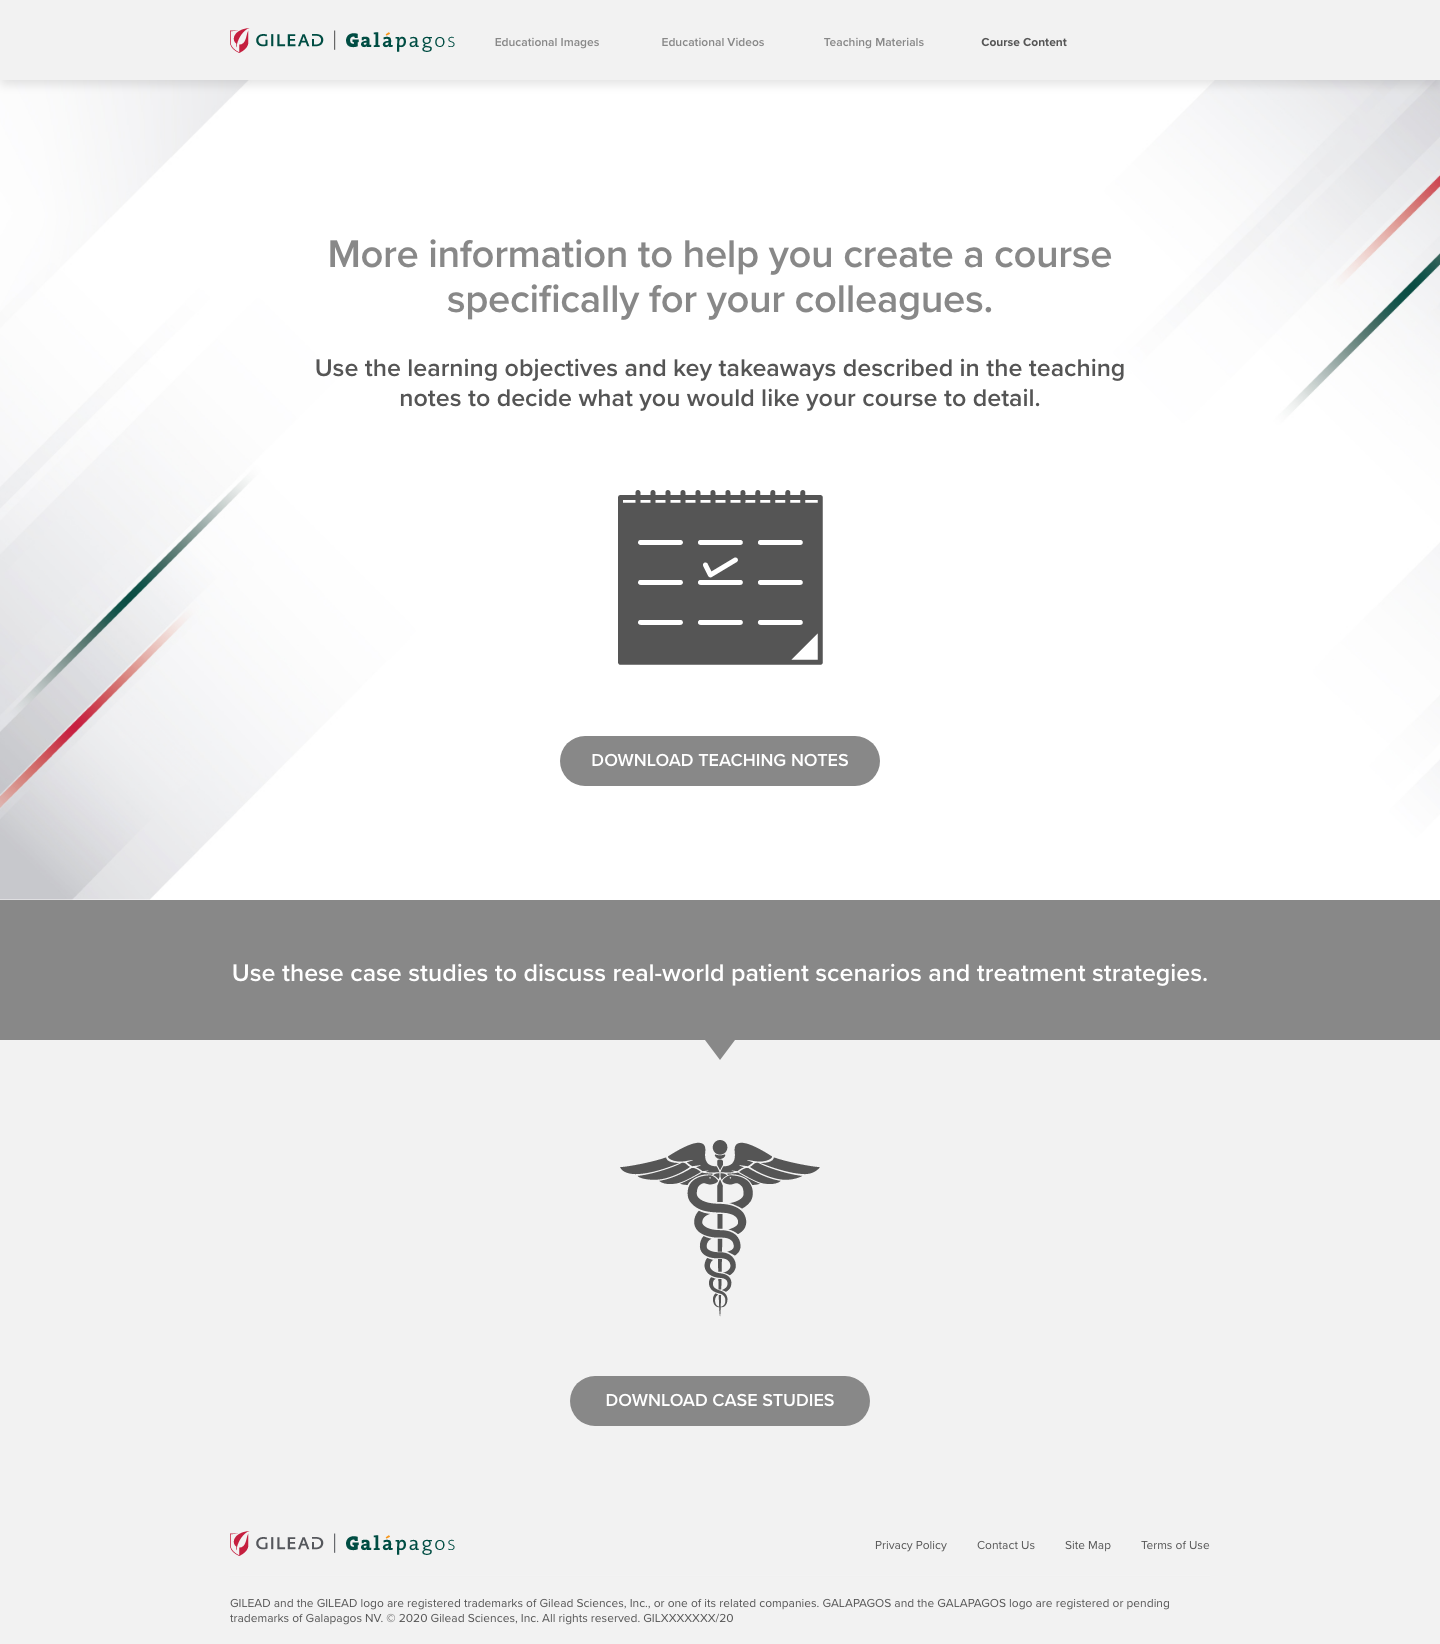 GILEAD | Galápagos Educational Images Educational Videos Teaching Materials Course Content
More information to help you create a course
specifically for your colleagues.
Use the learning objectives and key takeaways described in the teaching
notes to decide what you would like your course to detail.
DOWNLOAD TEACHING NOTES
Use these case studies to discuss real-world patient scenarios and treatment strategies.
DOWNLOAD CASE STUDIES
GILEAD | Galápagos Privacy Policy Contact Us Site Map Terms of Use
GILEAD and the GILEAD logo are registered trademarks of Gilead Sciences, Inc., or one of its related companies. GALAPAGOS and the GALAPAGOS logo are registered or pending
trademarks of Galapagos NV. © 2020 Gilead Sciences, Inc. All rights reserved. GILXXXXXXX/20